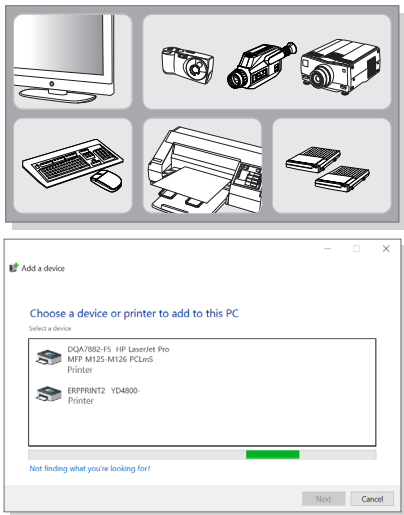 Add a device
Choose a device or printer to add to this PC
Select a device
DQA7882-FS HP LaserJet Pro
MFP M125-M126 PCLmS
Printer
ERPPRINT2 YD4800-
Printer
Not finding what you're looking for?
Next Cancel